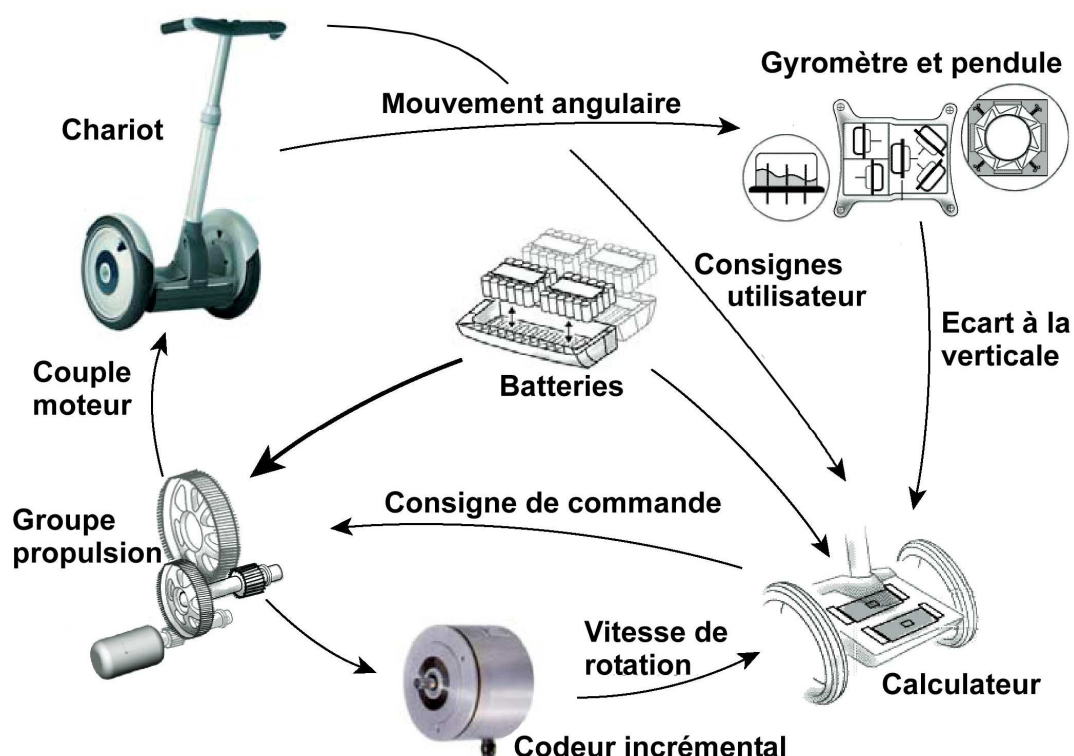 Gyromètre et pendule
Mouvement angulaire
Chariot
Consignes
utilisateur
Ecart à la
verticale
Couple
moteur
Batteries
Consigne de commande
Groupe
propulsion
Vitesse de
rotation
Calculateur
Codeur incrémental